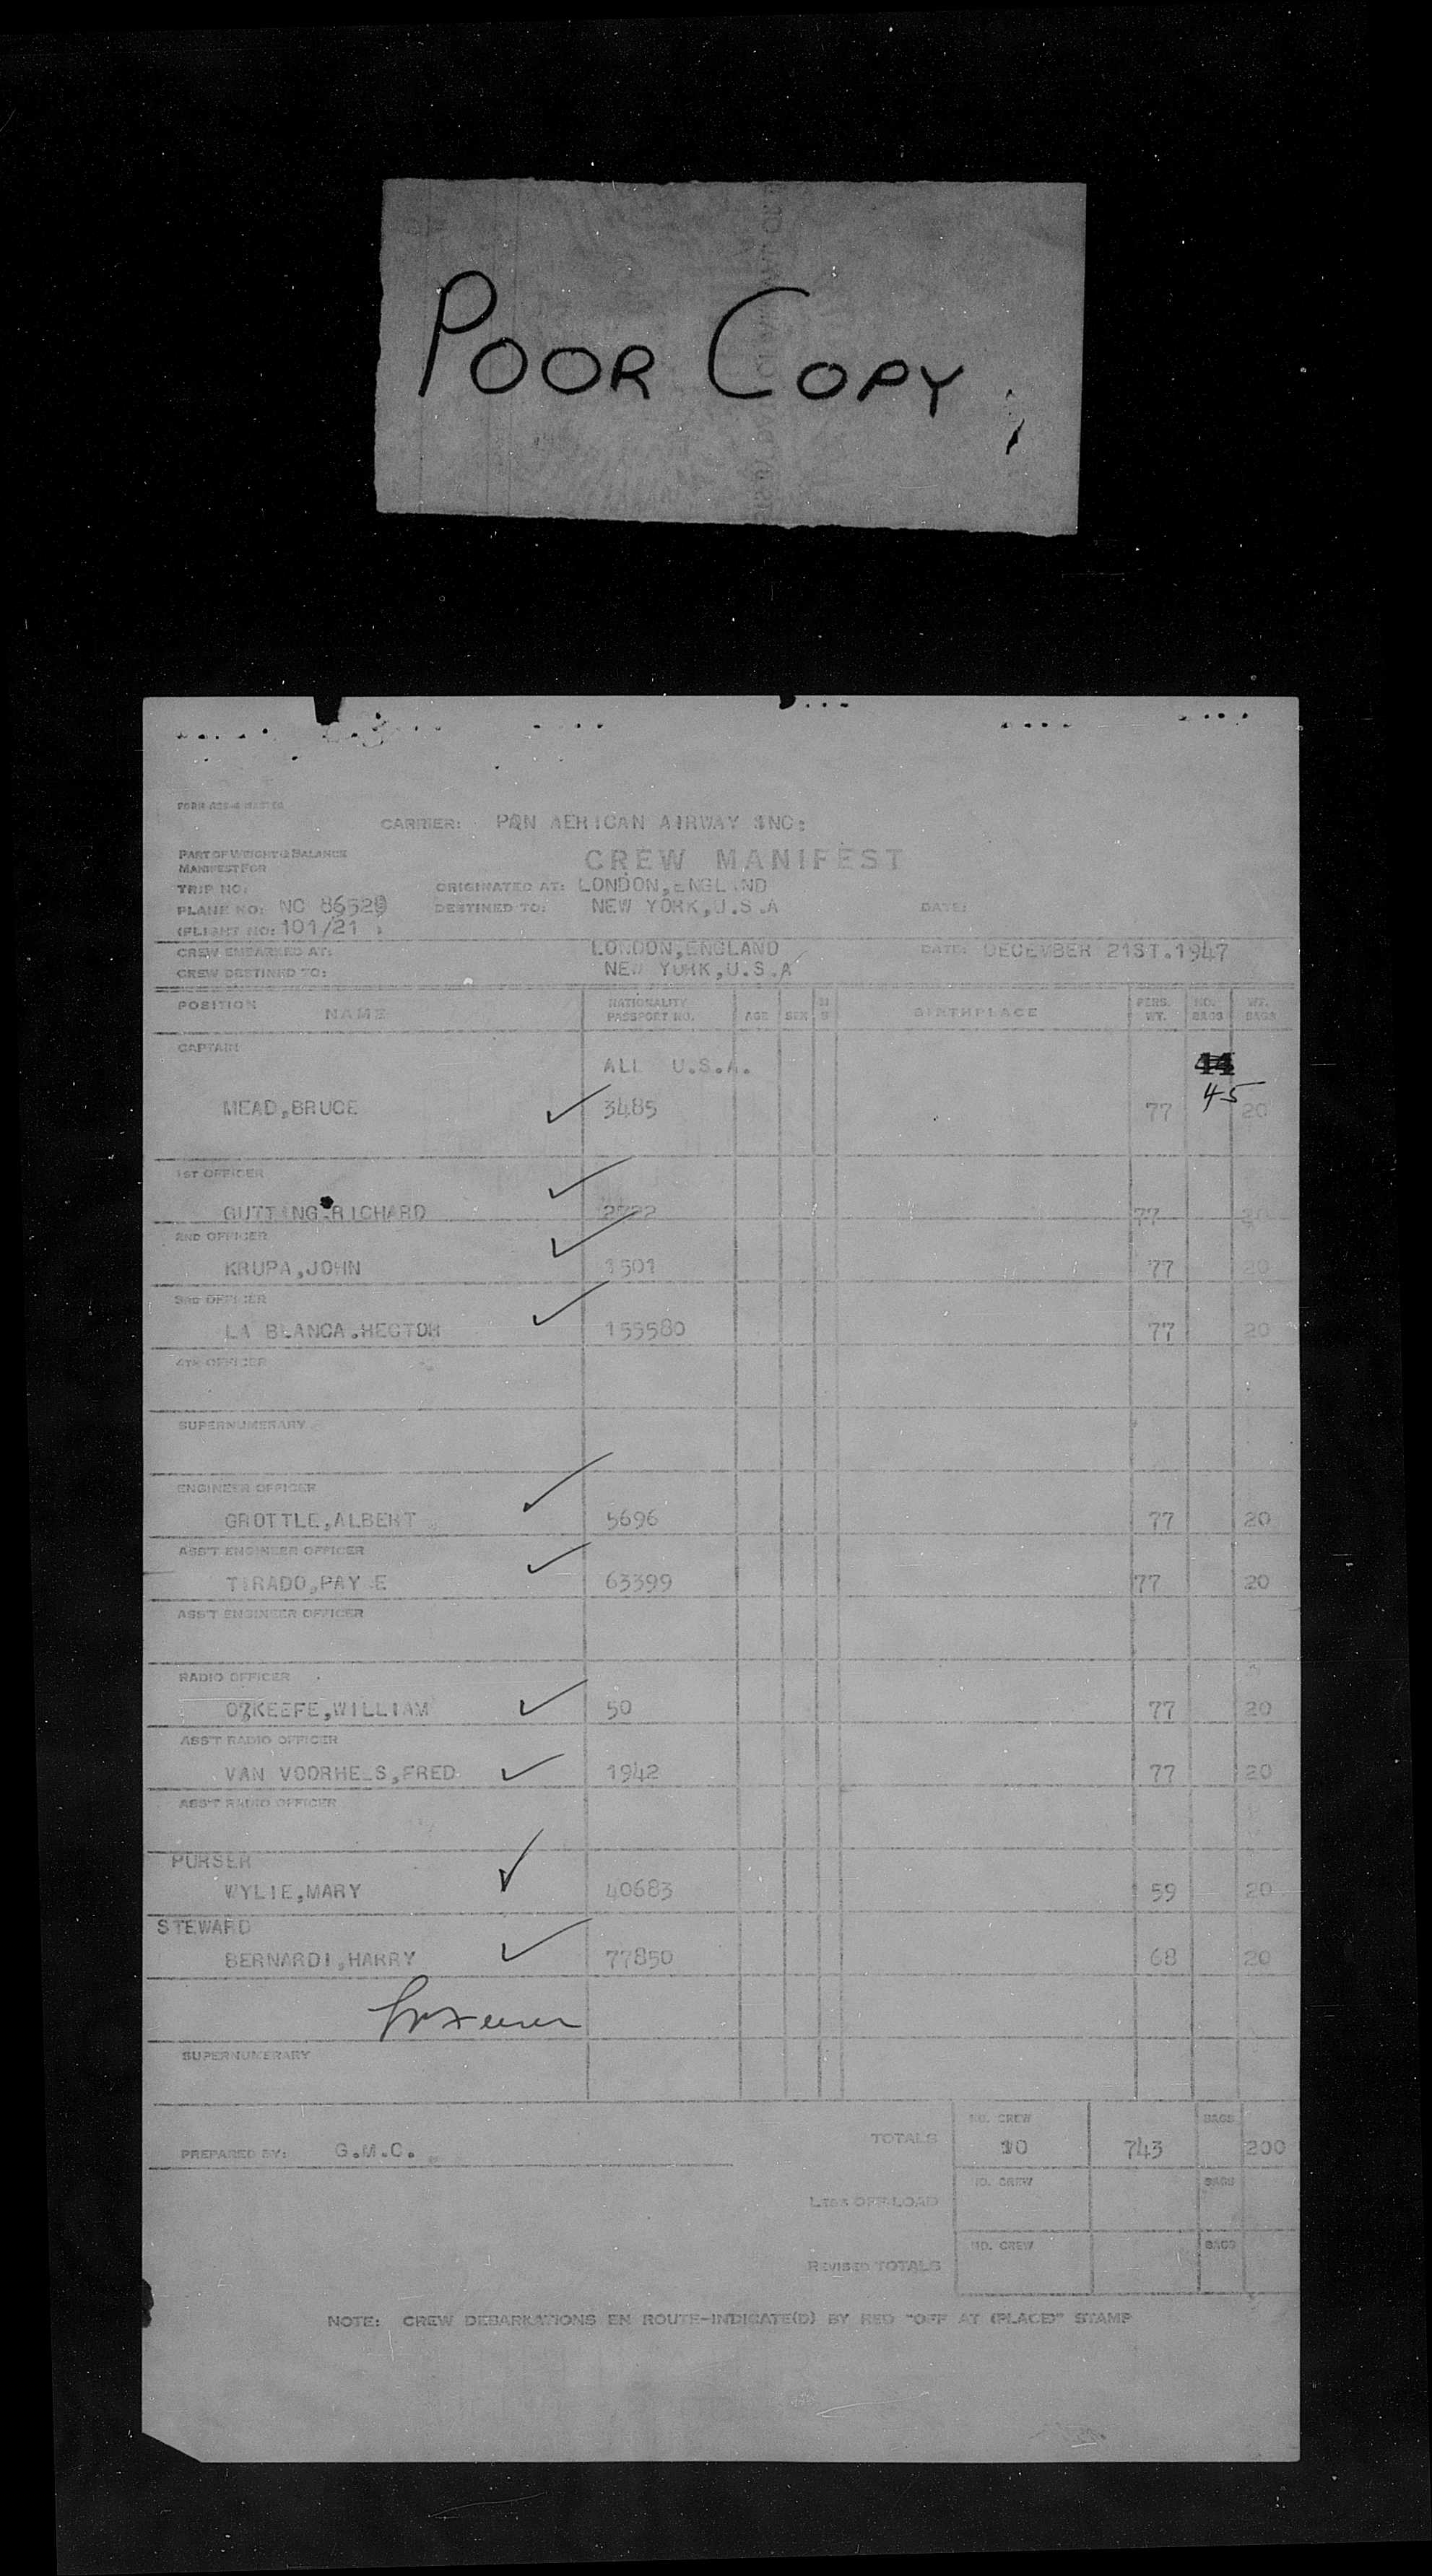 POOR COPY
CARRIER: PAN AERICAN AIRWAY INC:
PART OF WEIGHT & BALANCE
MANIFEST FOR
CREW MANIFEST
TRIP NO: ORIGINATED AT: LONDON,ENGLAND
PLANE NO: NC 86520 DESTINED TO: NEW YORK,U.S.A DATE:
(FLIGHT NO: 101/21 )
CREW EMBARKED AT: LONDON,ENGLAND DATE: DECEMBER 21ST.1947
CREW DESTINED TO: NEW YORK,U.S.A
POSITION NAME NATIONALITY PASSPORT NO. AGE SEX BIRTHPLACE PERS. WT. NO. BAGS WT. BAGS
CAPTAIN
ALL U.S.A. 44
MEAD,BRUCE 3485 77 45 20
1ST OFFICER
GUTTING.RICHARD 77 20
2ND OFFICER
KRUPA,JOHN 1501 77 20
3RD OFFICER
LA BLANCA.HECTOR 155580 77 20
4TH OFFICER
SUPERNUMERARY
ENGINEER OFFICER
GROTTLE,ALBERT 5696 77 20
ASS'T ENGINEER OFFICER
TIRADO,PAY E 63399 77 20
ASS'T ENGINEER OFFICER
RADIO OFFICER
O'KEEFE,WILLIAM 50 77 20
ASS'T RADIO OFFICER
VAN VOORHEES,FRED 1942 77 20
ASS'T RADIO OFFICER
PURSER
WYLIE,MARY 40683 59 20
STEWARD
BERNARDI,HARRY 77850 68 20
SUPERNUMERARY
NO. CREW BAGS
PREPARED BY: G.M.C. TOTALS 10 743 200
NO. CREW BAGS
LESS OFF-LOAD
NO. CREW BAGS
REVISED TOTALS
NOTE: CREW DEBARKATIONS EN ROUTE-INDICATE(D) BY RED "OFF AT (PLACE)" STAMP